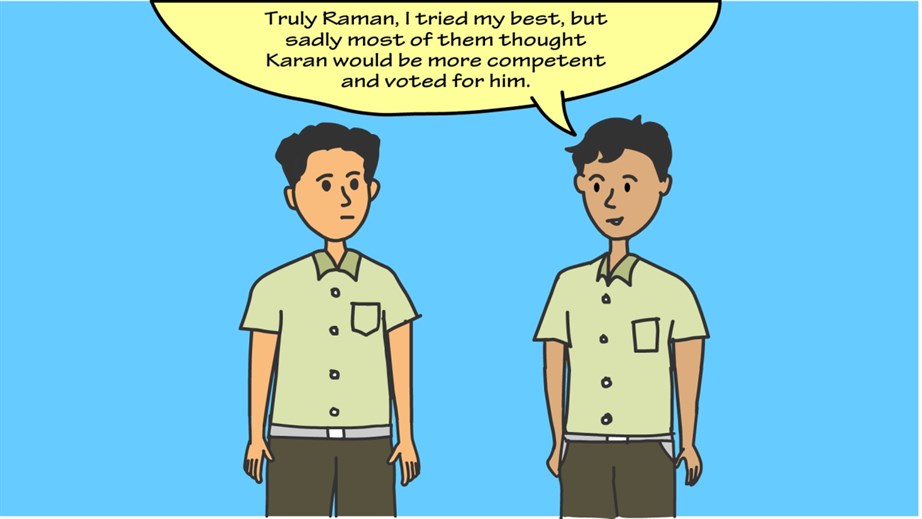 Truly Raman, I tried my best, but
sadly most of them thought
Karan would be more competent
and voted for him.